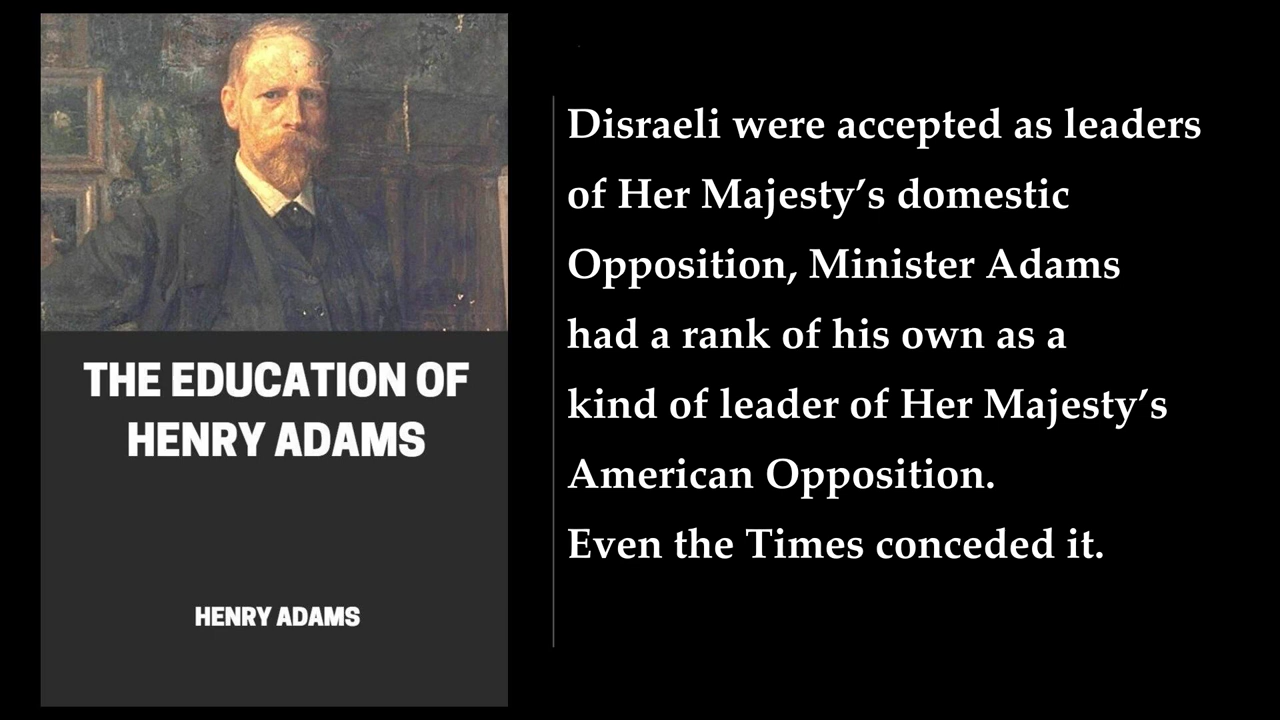 THE EDUCATION OF
HENRY ADAMS
HENRY ADAMS
Disraeli were accepted as leaders
of Her Majesty’s domestic
Opposition, Minister Adams
had a rank of his own as a
kind of leader of Her Majesty’s
American Opposition.
Even the Times conceded it.